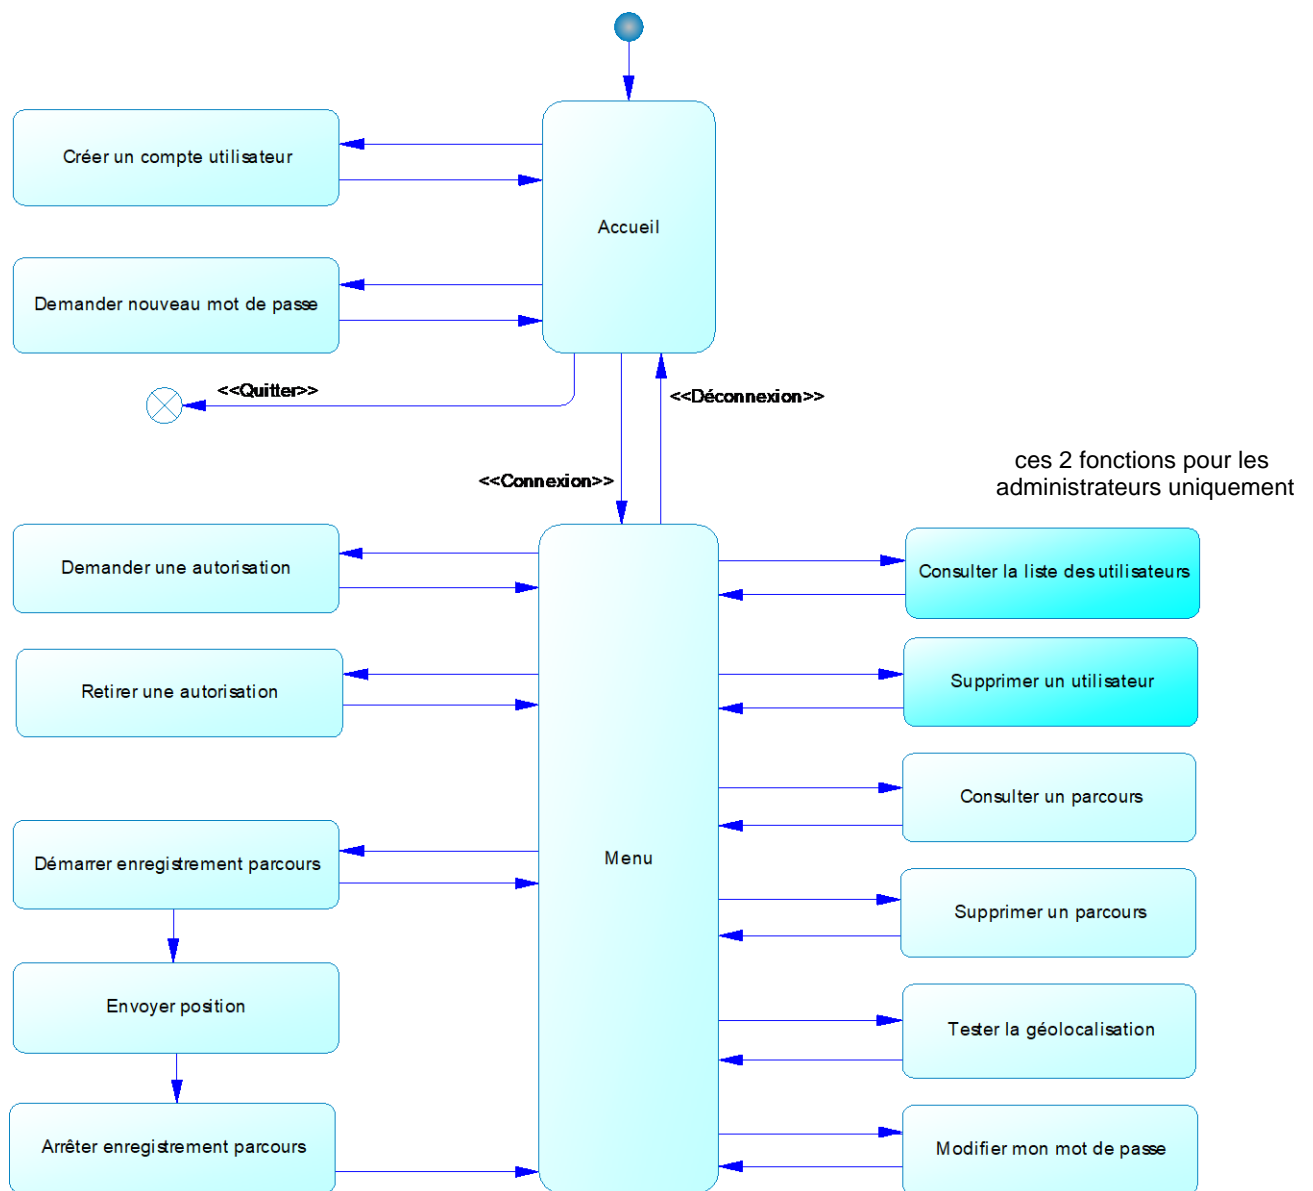 Créer un compte utilisateur
Accueil
Demander nouveau mot de passe
<<Quitter>>
<<Déconnexion>>
<<Connexion>>
ces 2 fonctions pour les
administrateurs uniquement
Demander une autorisation
Consulter la liste des utilisateurs
Retirer une autorisation
Supprimer un utilisateur
Consulter un parcours
Démarrer enregistrement parcours
Menu
Supprimer un parcours
Envoyer position
Tester la géolocalisation
Arrêter enregistrement parcours
Modifier mon mot de passe